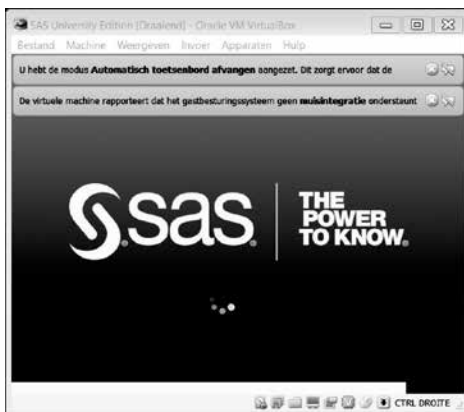 SAS University Edition [Draaiend] - Oracle VM VirtualBox
Bestand Machine Weergeven Invoer Apparaten Hulp
U hebt de modus Automatisch toetsenbord afvangen aangezet. Dit zorgt ervoor dat de
De virtuele machine rapporteert dat het gastbesturingssysteem geen muisintegratie onderstaunt
sas®
THE
POWER
TO KNOW®
CTRL DROITE